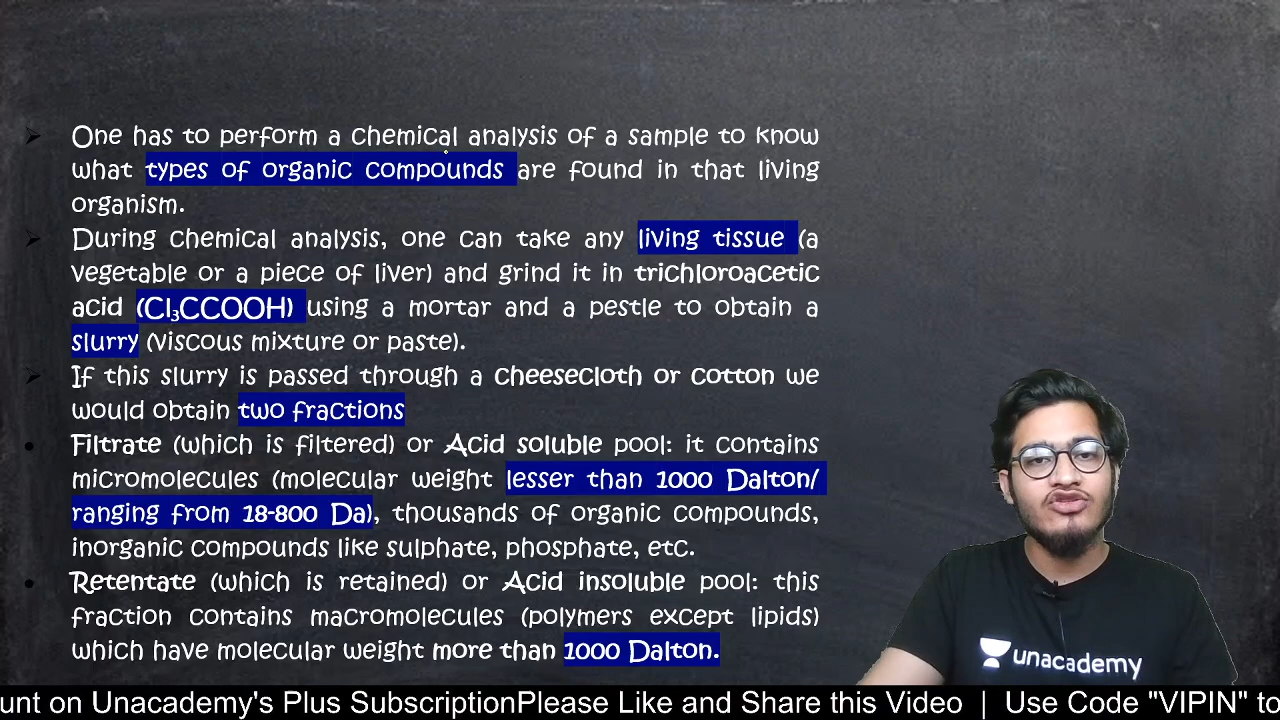 One has to perform a chemical analysis of a sample to know
what types of organic compounds are found in that living
organism.
During chemical analysis, one can take any living tissue (a
vegetable or a piece of liver) and grind it in trichloroacetic
acid (Cl₃CCOOH) using a mortar and a pestle to obtain a
slurry (viscous mixture or paste).
If this slurry is passed through a cheesecloth or cotton we
would obtain two fractions
Filtrate (which is filtered) or Acid soluble pool: it contains
micromolecules (molecular weight lesser than 1000 Dalton/
ranging from 18-800 Da), thousands of organic compounds,
inorganic compounds like sulphate, phosphate, etc.
Retentate (which is retained) or Acid insoluble pool: this
fraction contains macromolecules (polymers except lipids)
which have molecular weight more than 1000 Dalton.
unacademy
unt on Unacademy's Plus SubscriptionPlease Like and Share this Video | Use Code "VIPIN" to